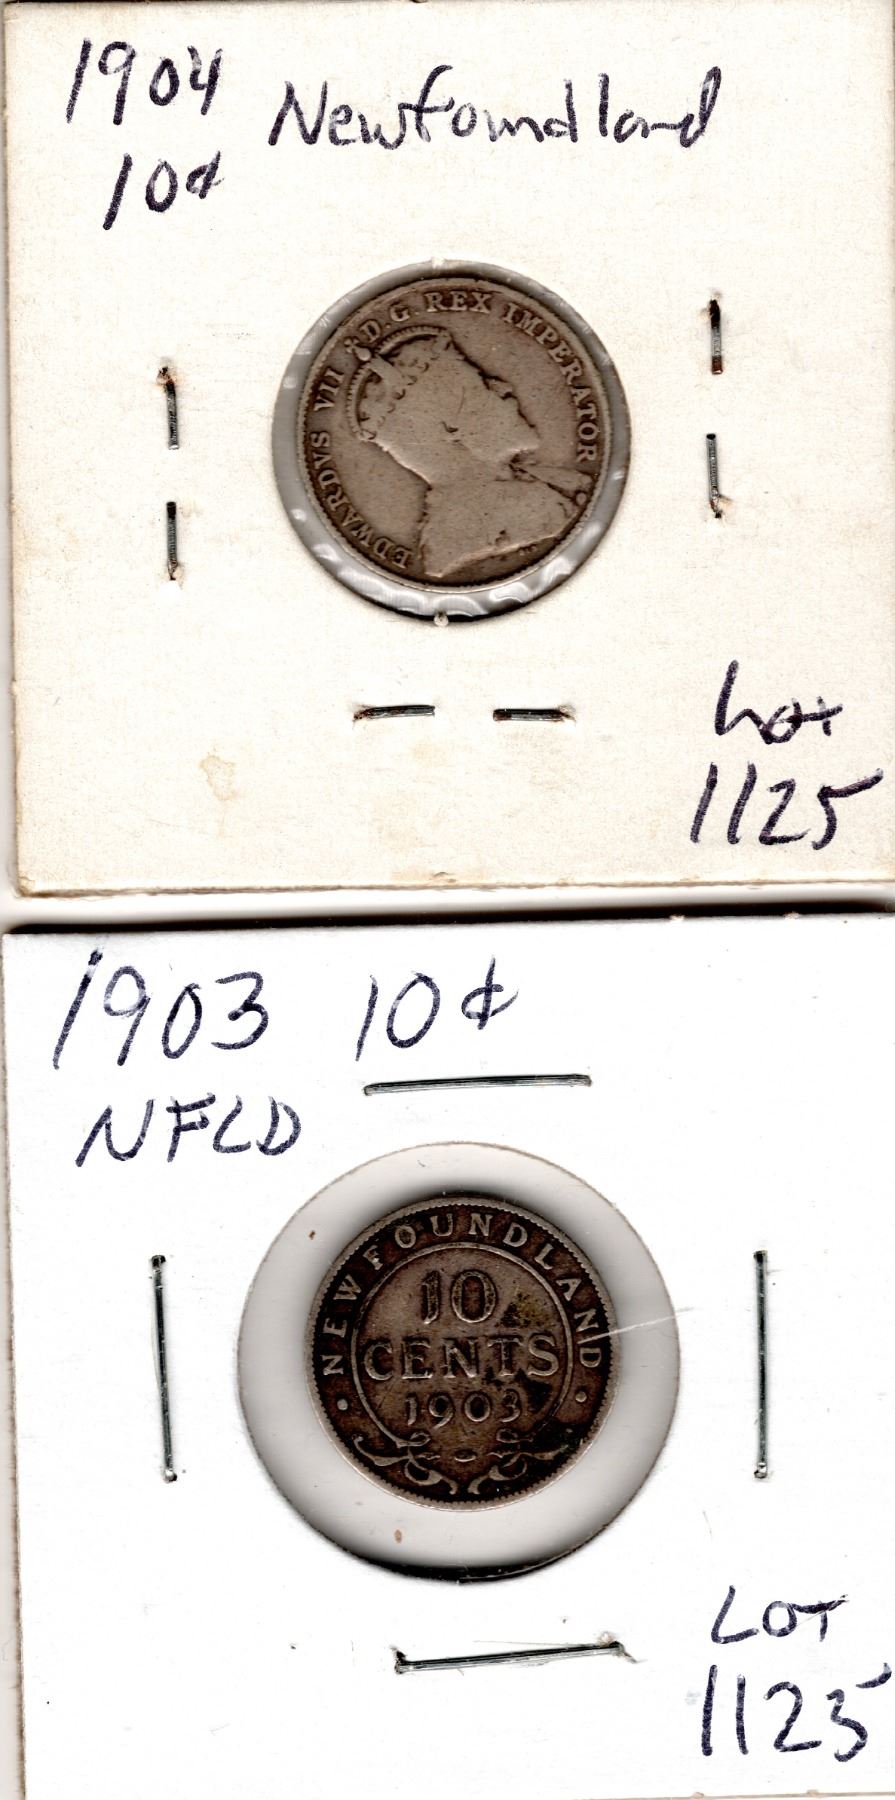 1904 Newfoundland
10¢
EDWARDVS VII D.G. REX IMPERATOR
Lot
1125
1903 10¢
NFLD
NEWFOUNDLAND
10
CENTS
1903
LOT
1125